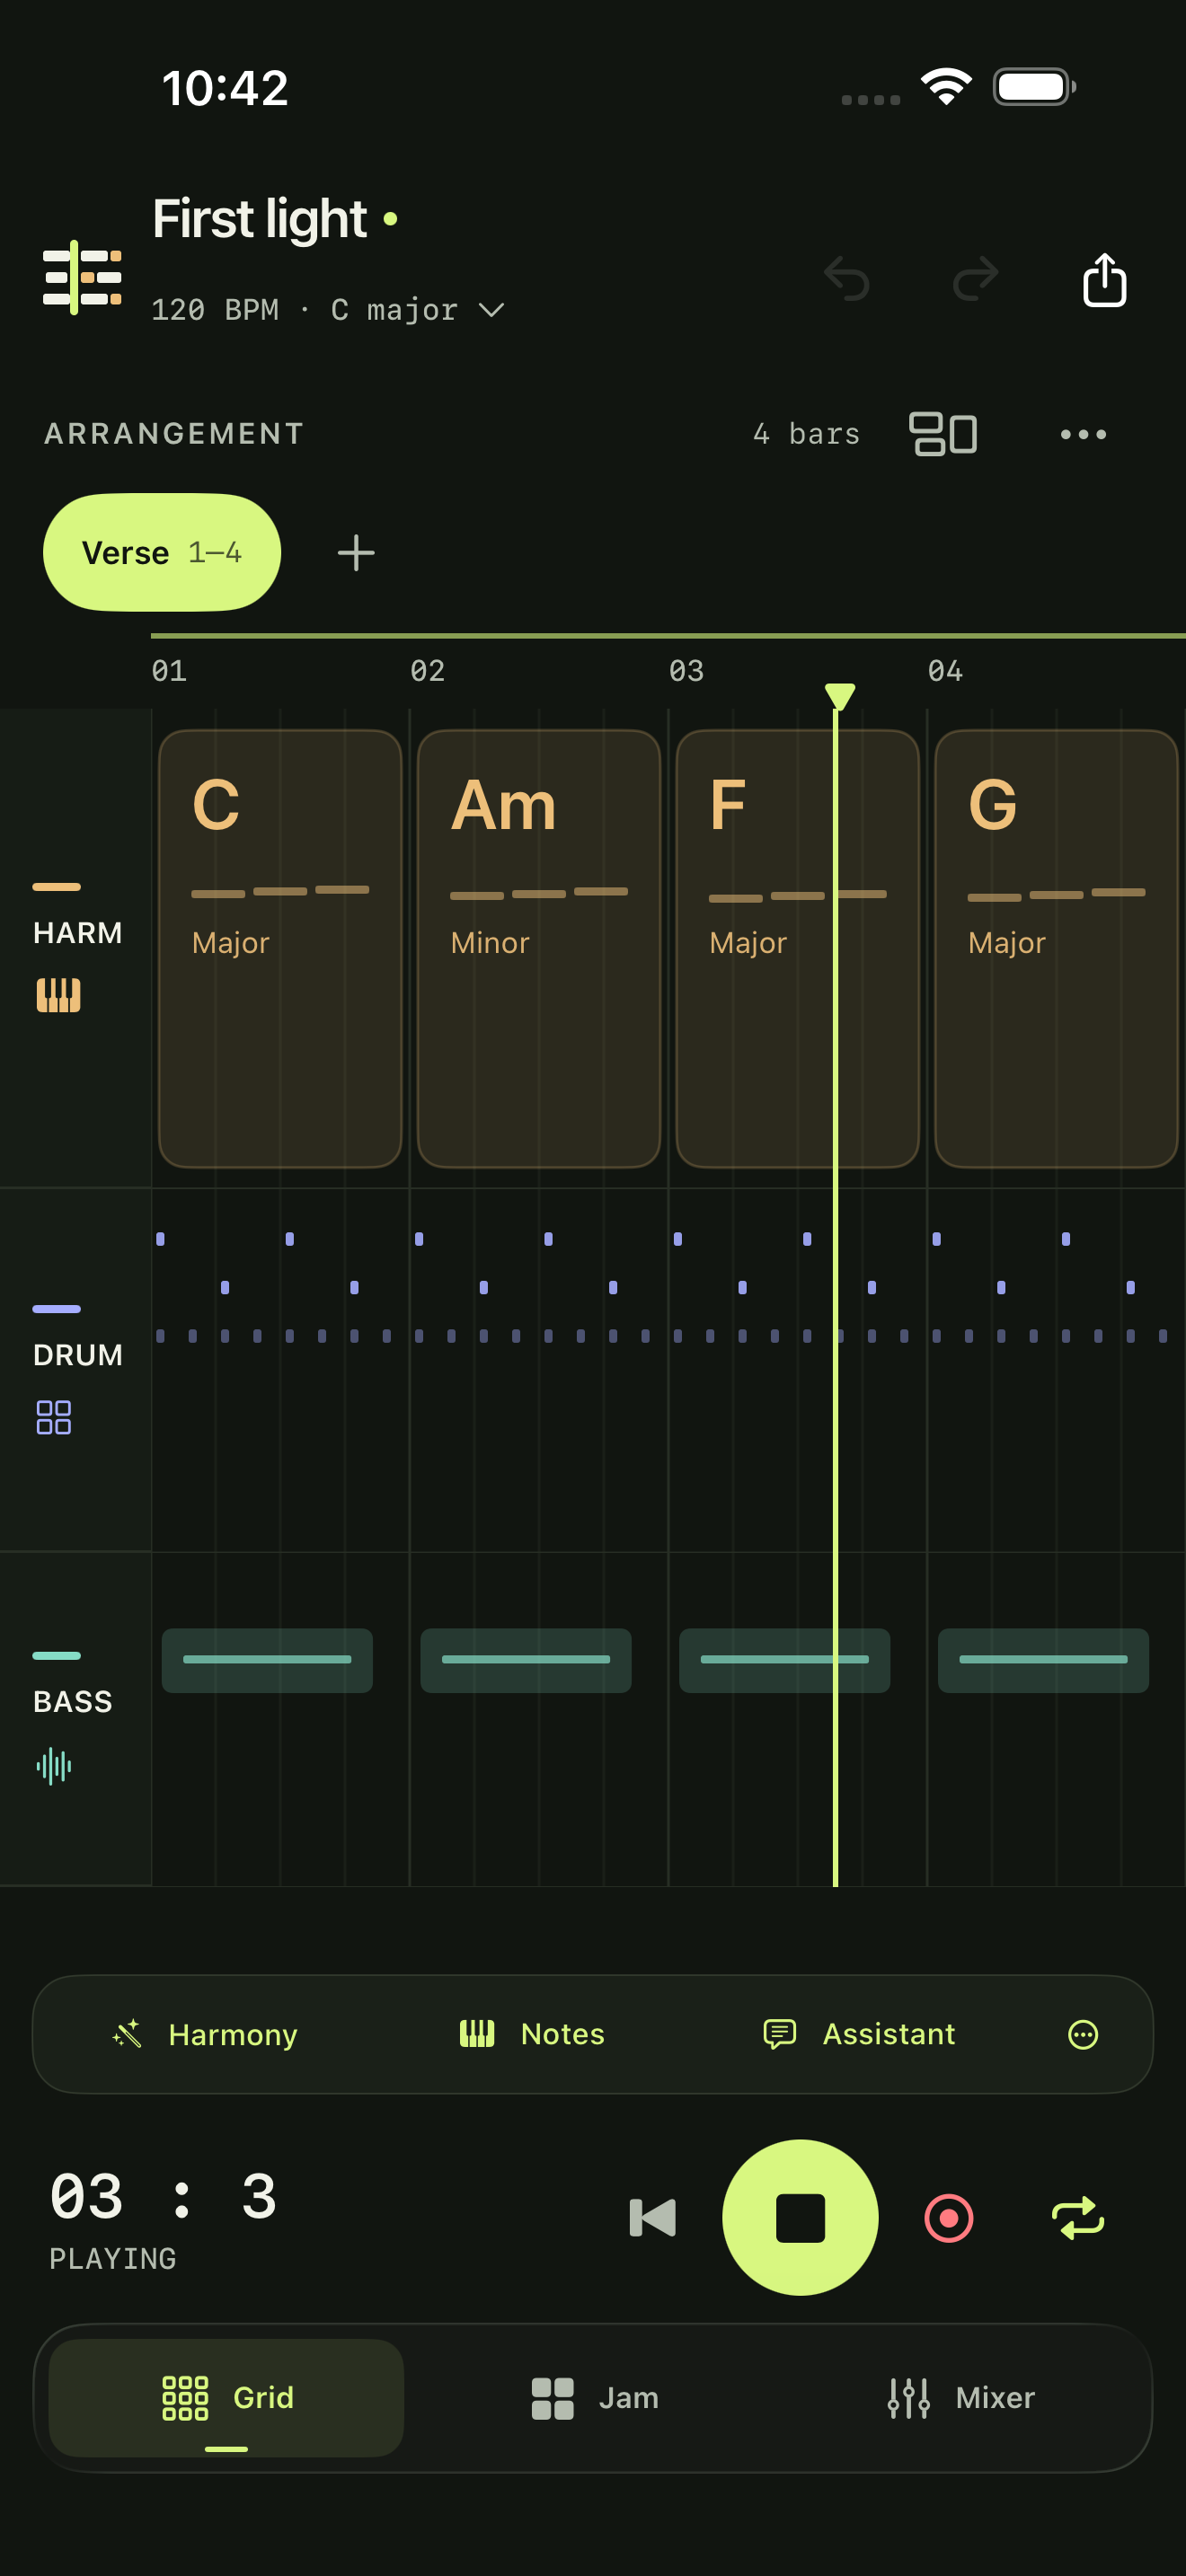 10:42
First light
120 BPM · C major
ARRANGEMENT 4 bars
Verse 1–4
01 02 03 04
C Am F G
HARM
Major Minor Major Major
DRUM
BASS
Harmony Notes Assistant
03 : 3
PLAYING
Grid Jam Mixer